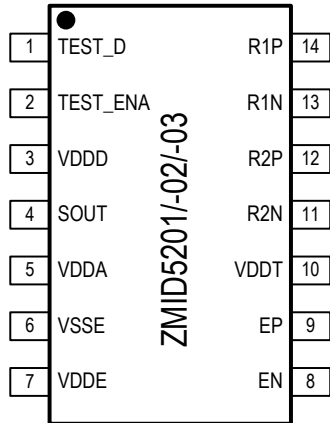 1 TEST_D R1P 14
2 TEST_ENA R1N 13
3 VDDD R2P 12
4 SOUT R2N 11
5 VDDA VDDT 10
6 VSSE EP 9
7 VDDE EN 8
ZMID5201/-02/-03